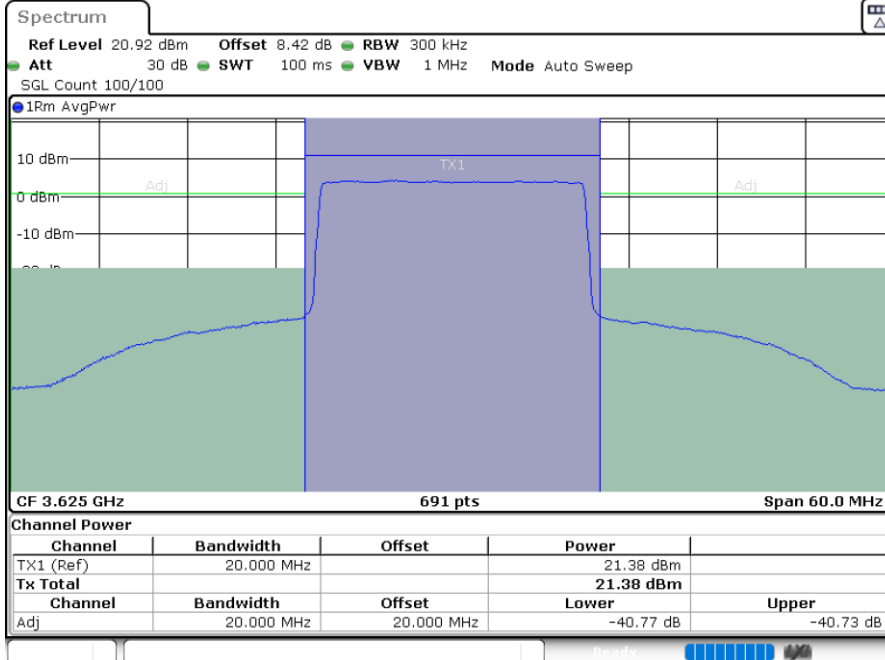 Spectrum
Ref Level 20.92 dBm Offset 8.42 dB RBW 300 kHz
Att 30 dB SWT 100 ms VBW 1 MHz Mode Auto Sweep
SGL Count 100/100
1Rm AvgPwr
10 dBm
TX1
Adj Adj
0 dBm
-10 dBm
CF 3.625 GHz 691 pts Span 60.0 MHz
Channel Power
Channel Bandwidth Offset Power
TX1 (Ref) 20.000 MHz 21.38 dBm
Tx Total 21.38 dBm
Channel Bandwidth Offset Lower Upper
Adj 20.000 MHz 20.000 MHz -40.77 dB -40.73 dB
Ready